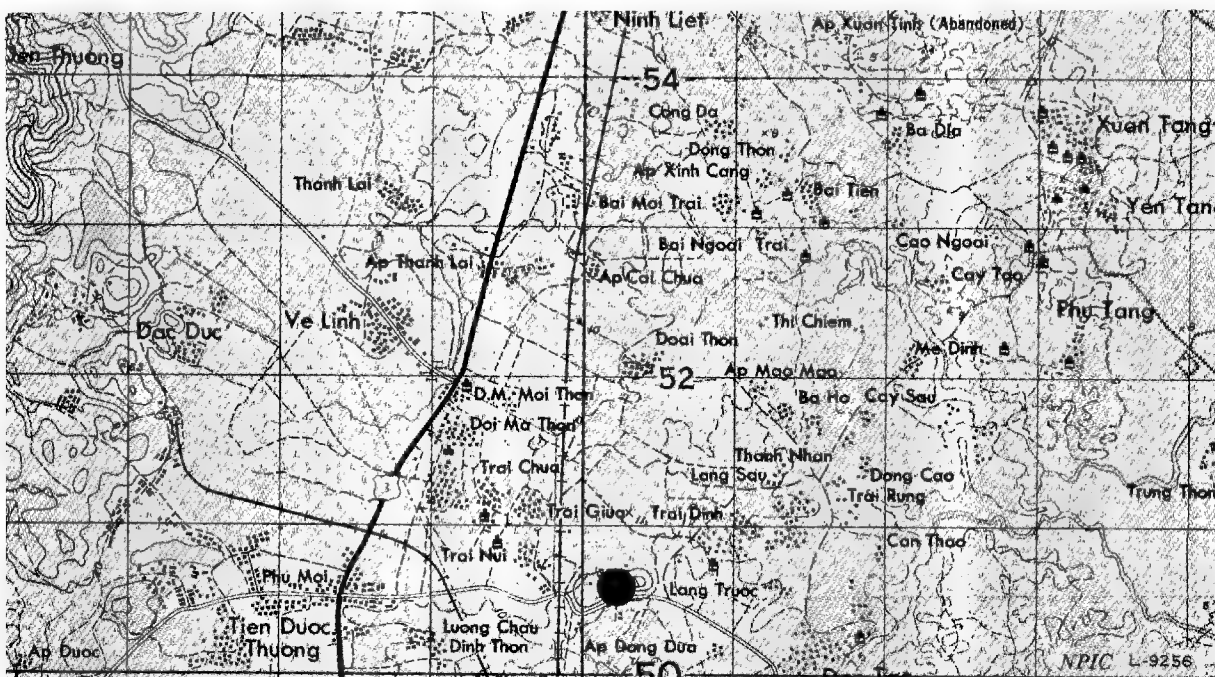 Ninh Liet
Ap Xuan Tinh (Abandoned)
54
Cong Da
Ba Dia
Xuan Tang
Dong Thon
Ap Xinh Cang
Thanh Lai
Bai Tien
Bai Moi Trai
Yen Tang
Bai Ngoai Trai
Cao Ngoai
Ap Thanh Lai
Ap Cai Chua
Cay Tao
Phu Tang
Ve Linh
Thi Chiem
Dac Duc
Doai Thon
Me Dinh
52
Ap Mao Mao
D.M. Moi Thon
Ba Ho
Cay Sau
Doi Ma Thon
Thanh Nhan
Trai Chua
Lang Sau
Dong Cao
3
Trai Rung
Trung Thon
Trai Giua
Trai Dinh
Can Thao
Trai Nui
Phu Moi
Lang Truoc
Tien Duoc
Thuong
Luong Chau
Dinh Thon
Ap Duoc
Ap Dong Dua
50
NPIC L-9256